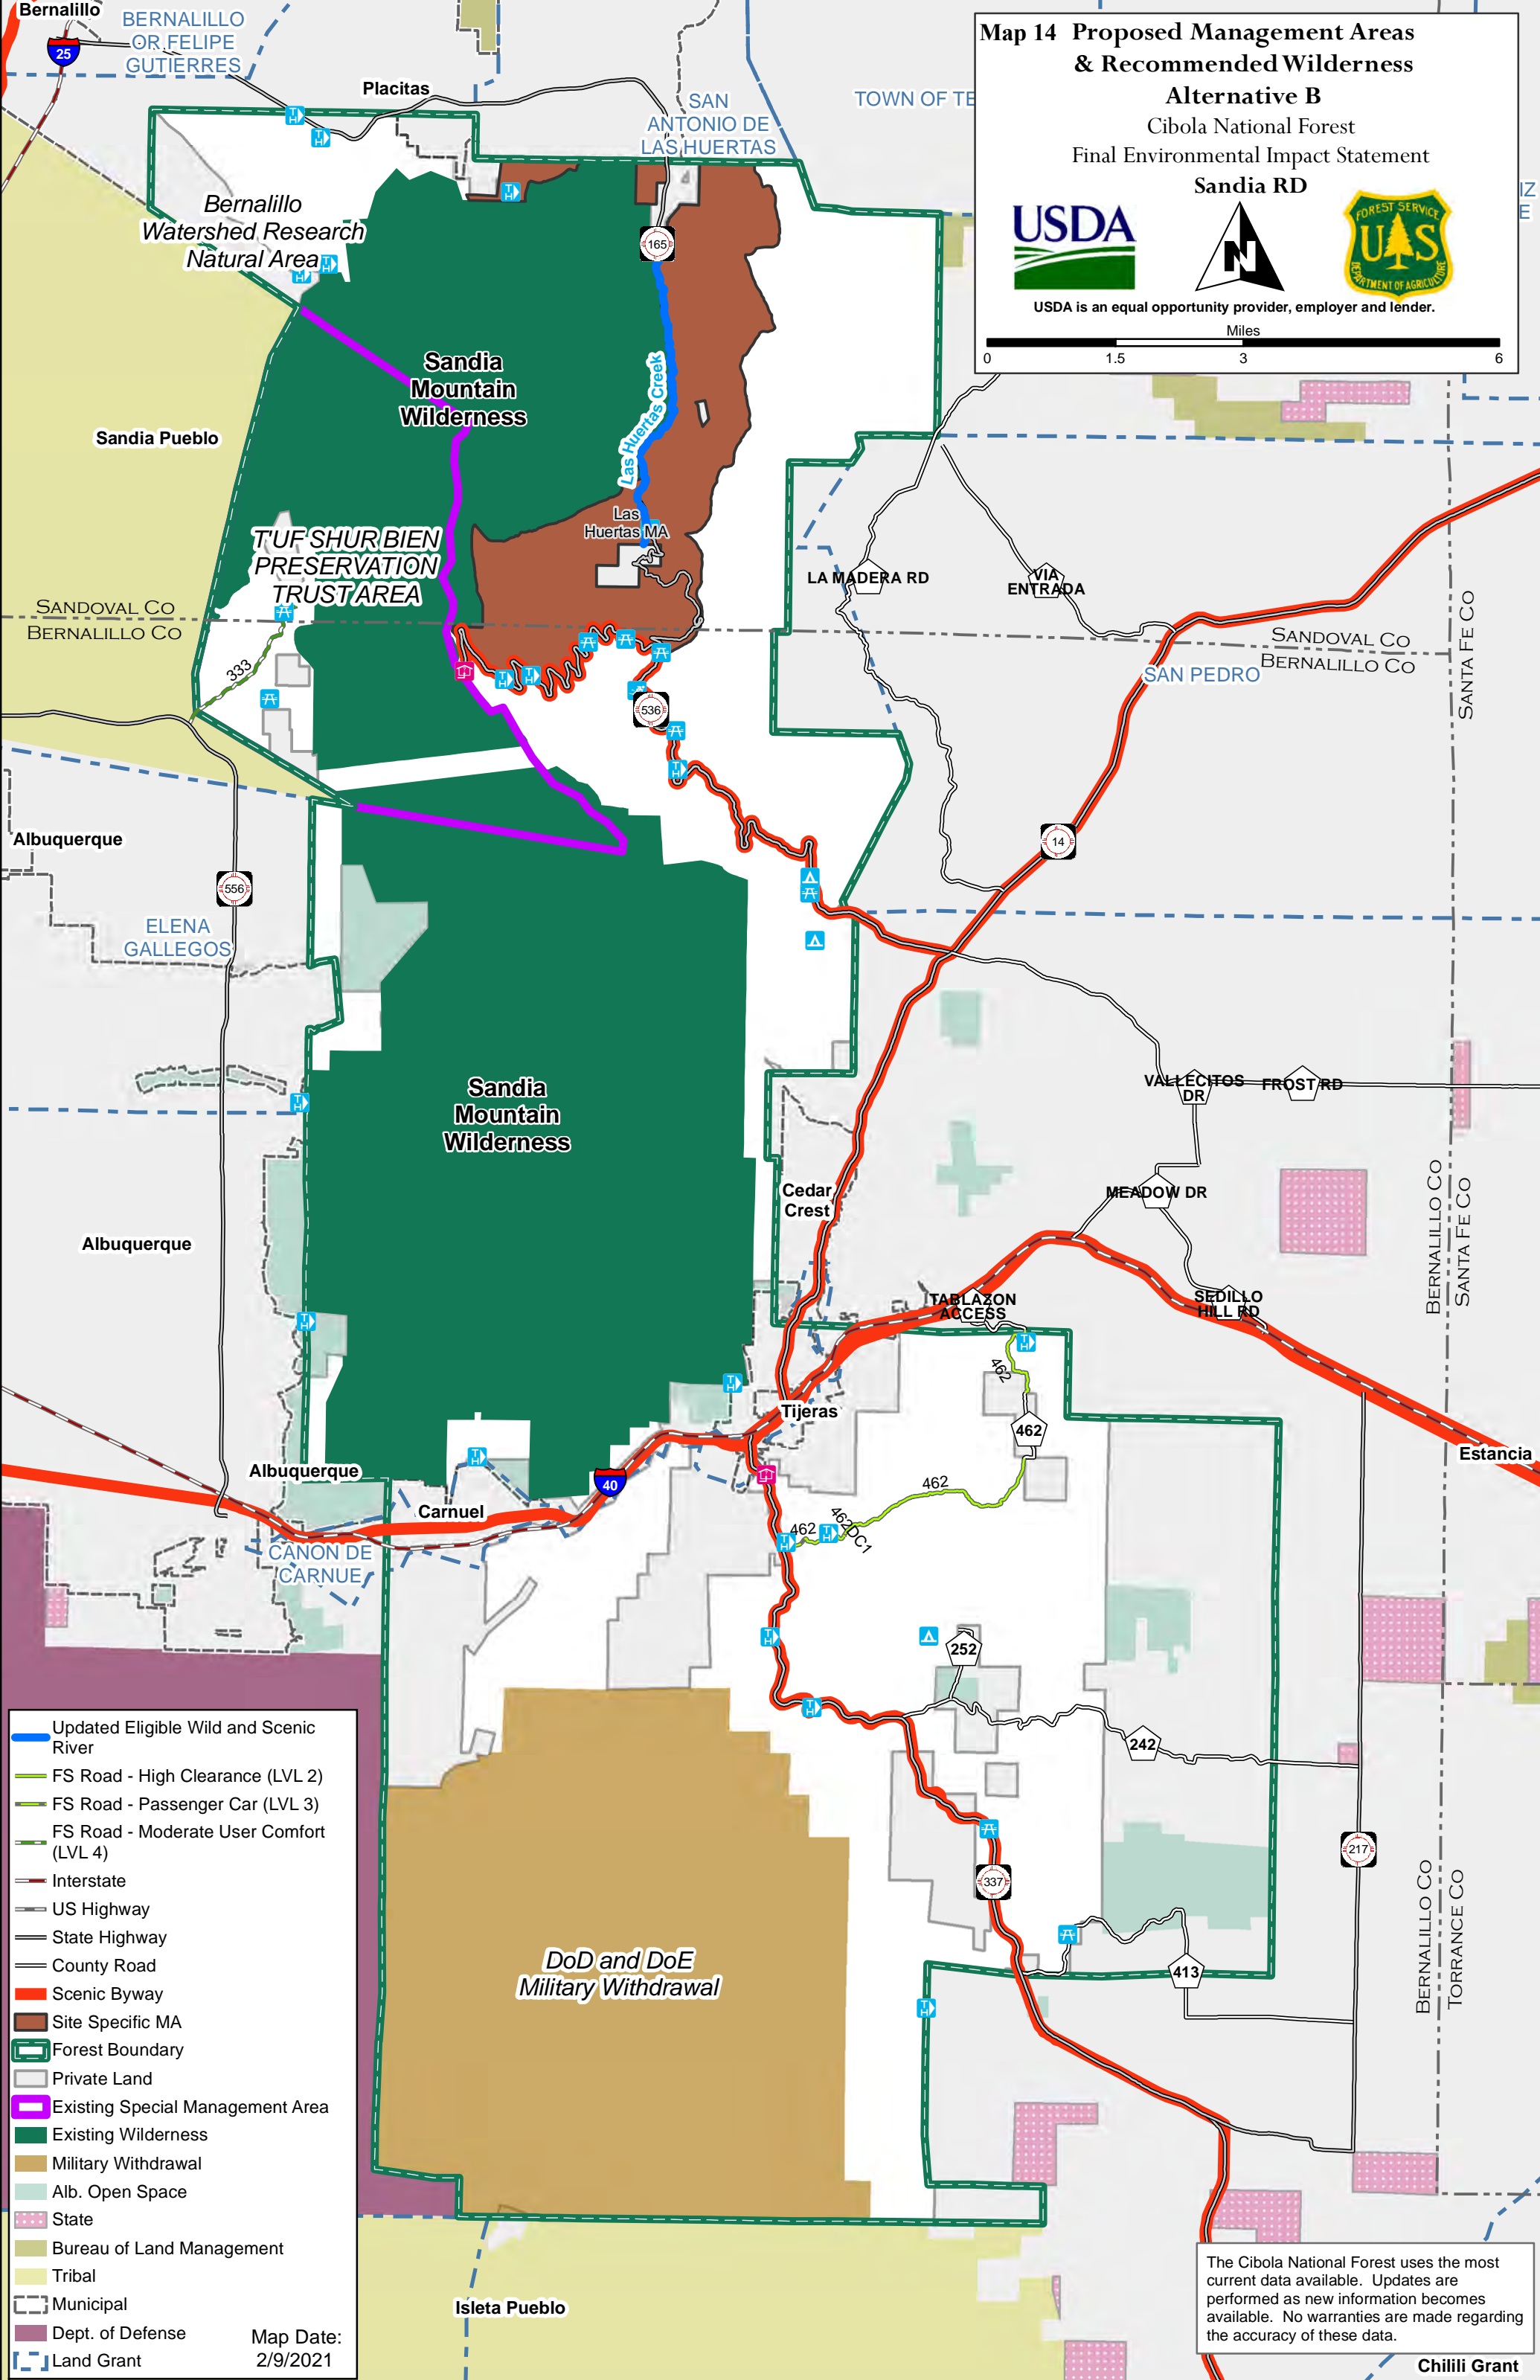 Bernalillo
25
BERNALILLO
OR FELIPE
GUTIERRES
Placitas
SAN
ANTONIO DE
LAS HUERTAS
TOWN OF TE
Map 14 Proposed Management Areas
& Recommended Wilderness
Alternative B
Cibola National Forest
Final Environmental Impact Statement
Sandia RD
USDA
N
FOREST SERVICE
UAS
DEPARTMENT OF AGRICULTURE
USDA is an equal opportunity provider, employer and lender.
Miles
0 1.5 3 6
IZ
E
Bernalillo
Watershed Research
Natural Area
165
Sandia
Mountain
Wilderness
Las Huertas Creek
Sandia Pueblo
Las
Huertas MA
T'UF SHUR BIEN
PRESERVATION
TRUST AREA
LA MADERA RD
VIA
ENTRADA
SANDOVAL CO
BERNALILLO CO
SANDOVAL CO
BERNALILLO CO
SANTA FE CO
SAN PEDRO
333
536
14
Albuquerque
556
ELENA
GALLEGOS
Sandia
Mountain
Wilderness
VALLECITOS
DR
FROST RD
MEADOW DR
Cedar
Crest
BERNALILLO CO
SANTA FE CO
Albuquerque
TABLAZON
ACCESS
SEDILLO
HILL RD
462
Tijeras
462
Estancia
Albuquerque
40
Carnuel
462
462
462DC1
CANON DE
CARNUE
252
242
217
337
BERNALILLO CO
TORRANCE CO
DoD and DoE
Military Withdrawal
413
Updated Eligible Wild and Scenic
River
FS Road - High Clearance (LVL 2)
FS Road - Passenger Car (LVL 3)
FS Road - Moderate User Comfort
(LVL 4)
Interstate
US Highway
State Highway
County Road
Scenic Byway
Site Specific MA
Forest Boundary
Private Land
Existing Special Management Area
Existing Wilderness
Military Withdrawal
Alb. Open Space
State
Bureau of Land Management
Tribal
Municipal
Dept. of Defense
Land Grant
Map Date:
2/9/2021
Isleta Pueblo
The Cibola National Forest uses the most
current data available. Updates are
performed as new information becomes
available. No warranties are made regarding
the accuracy of these data.
Chilili Grant